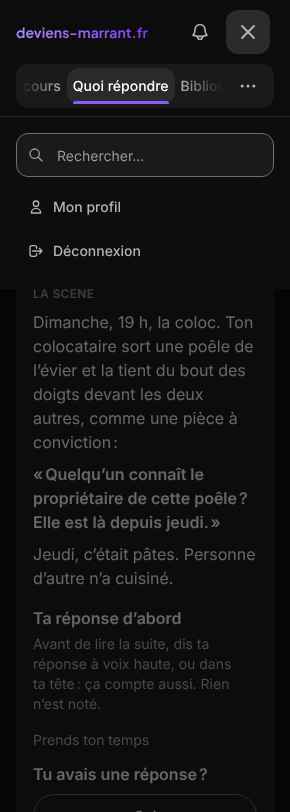 deviens-marrant.fr
cours Quoi répondre Biblio
Rechercher...
Mon profil
Déconnexion
LA SCÈNE
Dimanche, 19 h, la coloc. Ton
colocataire sort une poêle de
l’évier et la tient du bout des
doigts devant les deux
autres, comme une pièce à
conviction :
« Quelqu’un connaît le
propriétaire de cette poêle ?
Elle est là depuis jeudi. »
Jeudi, c’était pâtes. Personne
d’autre n’a cuisiné.
Ta réponse d’abord
Avant de lire la suite, dis ta
réponse à voix haute, ou dans
ta tête : ça compte aussi. Rien
n’est noté.
Prends ton temps
Tu avais une réponse ?